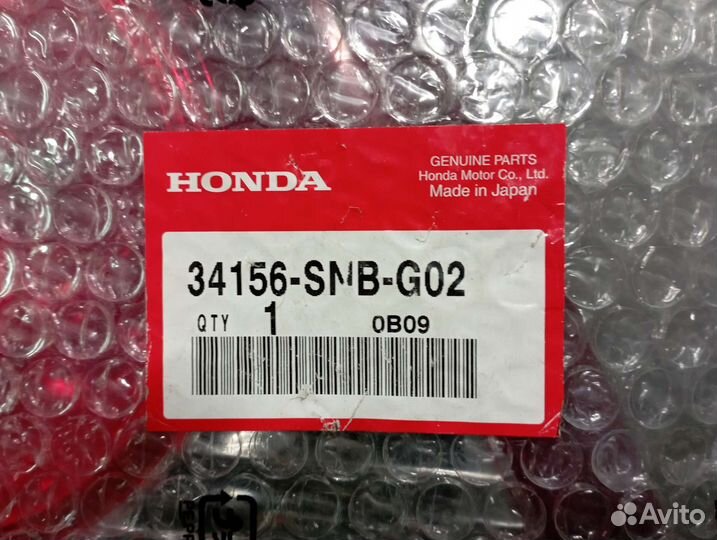 HONDA
GENUINE PARTS
Honda Motor Co., Ltd.
Made in Japan
34156-SNB-G02
QTY 1 0B09
Avito